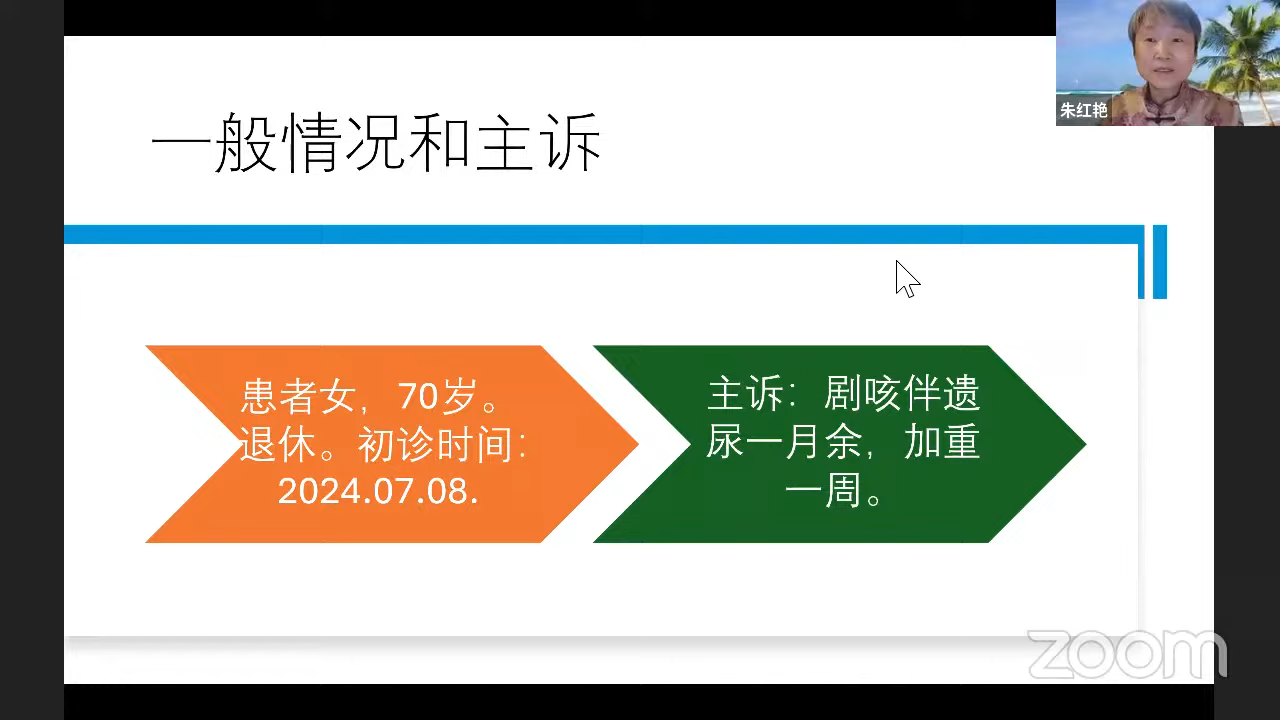 朱红艳
一般情况和主诉
患者女，70岁。
退休。初诊时间：
2024.07.08.
主诉：剧咳伴遗
尿一月余，加重
一周。
zoom